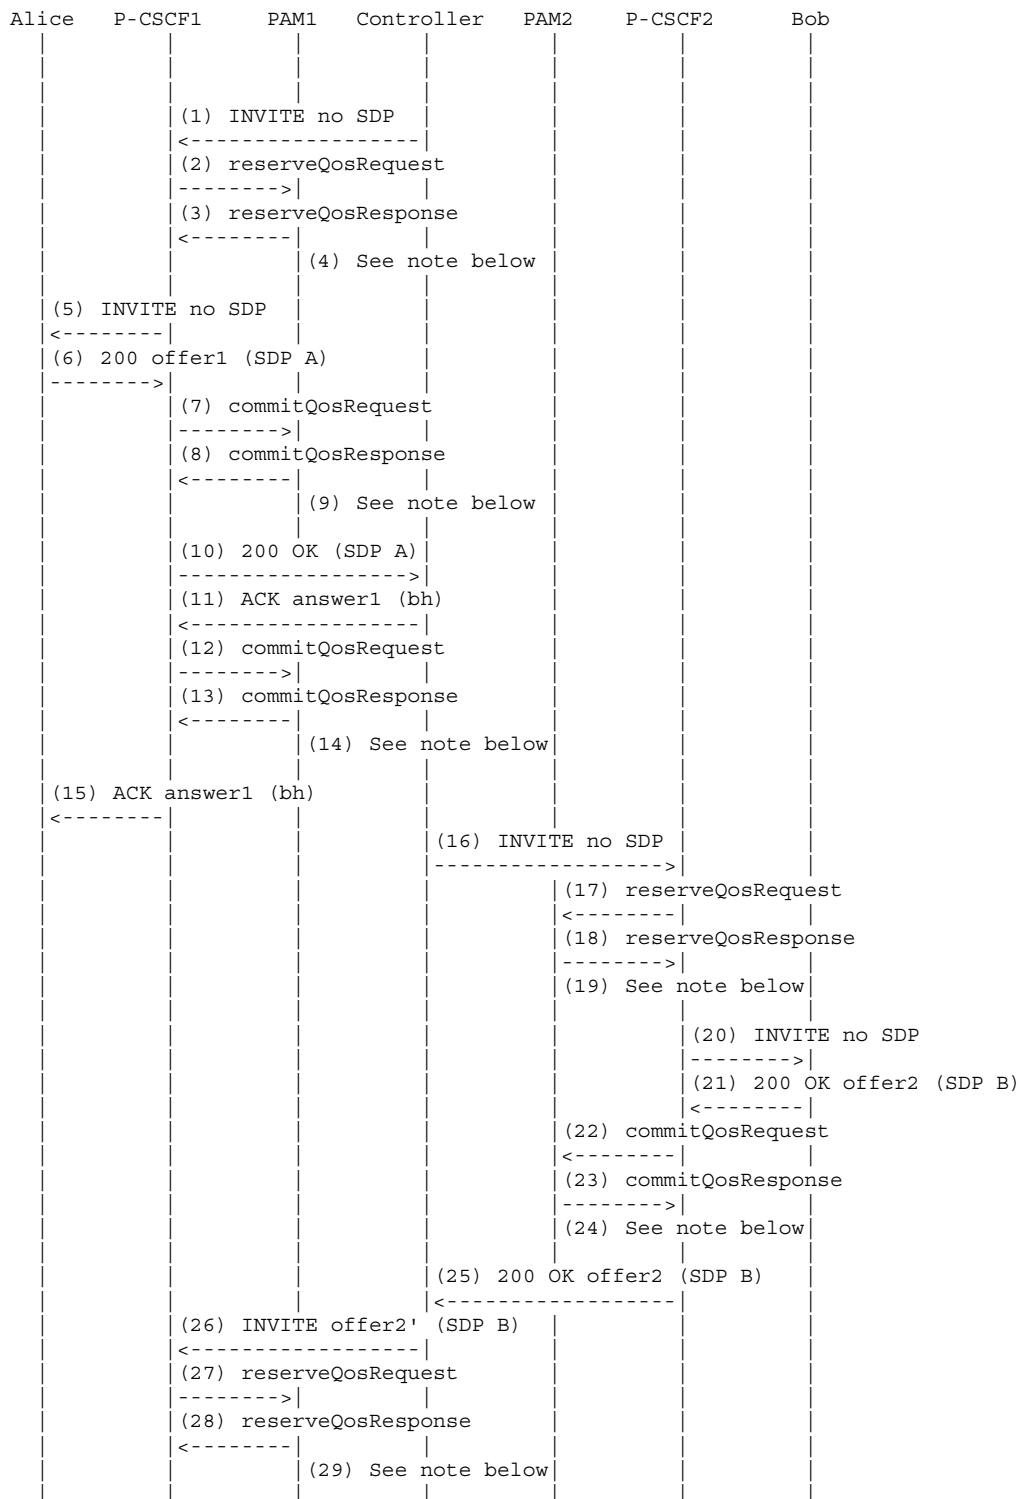 Alice P-CSCF1 PAM1 Controller PAM2 P-CSCF2 Bob
(1) INVITE no SDP
(2) reserveQosRequest
(3) reserveQosResponse
(4) See note below
(5) INVITE no SDP
(6) 200 offer1 (SDP A)
(7) commitQosRequest
(8) commitQosResponse
(9) See note below
(10) 200 OK (SDP A)
(11) ACK answer1 (bh)
(12) commitQosRequest
(13) commitQosResponse
(14) See note below
(15) ACK answer1 (bh)
(16) INVITE no SDP
(17) reserveQosRequest
(18) reserveQosResponse
(19) See note below
(20) INVITE no SDP
(21) 200 OK offer2 (SDP B)
(22) commitQosRequest
(23) commitQosResponse
(24) See note below
(25) 200 OK offer2 (SDP B)
(26) INVITE offer2' (SDP B)
(27) reserveQosRequest
(28) reserveQosResponse
(29) See note below